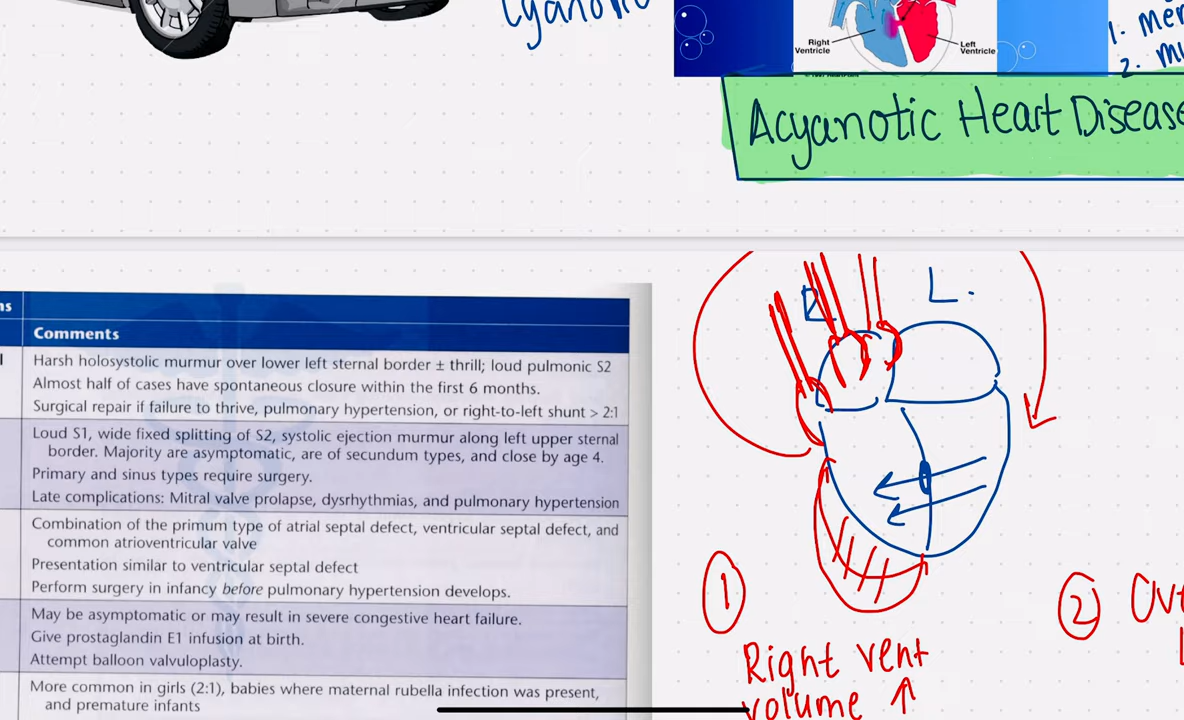 Cyanotic
Right
Ventricle
Left
Ventricle
1.
2.
Acyanotic Heart Disease
Comments
Harsh holosystolic murmur over lower left sternal border ± thrill; loud pulmonic S2
Almost half of cases have spontaneous closure within the first 6 months.
Surgical repair if failure to thrive, pulmonary hypertension, or right-to-left shunt > 2:1
Loud S1, wide fixed splitting of S2, systolic ejection murmur along left upper sternal
border. Majority are asymptomatic, are of secundum types, and close by age 4.
Primary and sinus types require surgery.
Late complications: Mitral valve prolapse, dysrhythmias, and pulmonary hypertension
Combination of the primum type of atrial septal defect, ventricular septal defect, and
common atrioventricular valve
Presentation similar to ventricular septal defect
Perform surgery in infancy before pulmonary hypertension develops.
May be asymptomatic or may result in severe congestive heart failure.
Give prostaglandin E1 infusion at birth.
Attempt balloon valvuloplasty.
More common in girls (2:1), babies where maternal rubella infection was present,
and premature infants
R
L.
1
Right vent
volume ↑
2